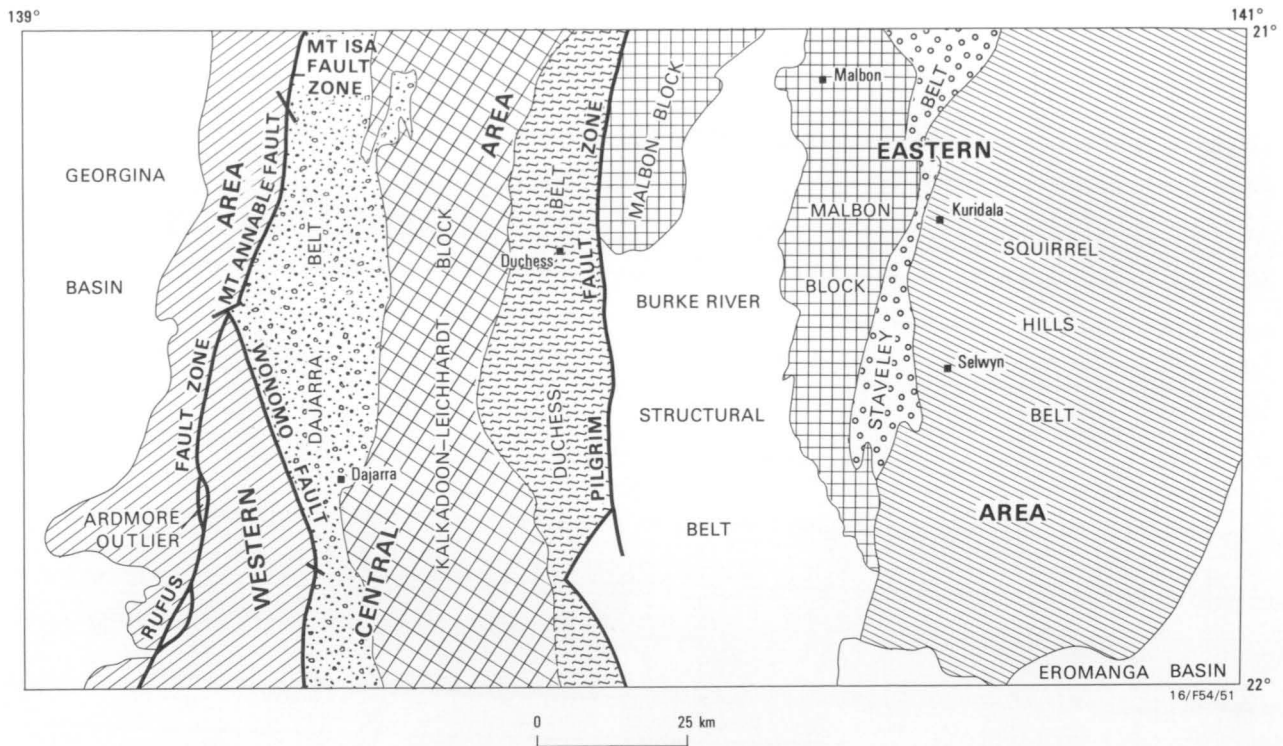 139°
141°
21°
MT ISA
FAULT
ZONE
GEORGINA
BASIN
AREA
MT ANNABLE FAULT
BELT
DAJARRA
Dajarra
WONOMO FAULT
RUFUS FAULT ZONE
ARDMORE
OUTLIER
WESTERN
CENTRAL AREA
KALKADOON–LEICHHARDT BLOCK
DUCHESS BELT
Duchess
PILGRIM FAULT ZONE
MALBON BLOCK
BURKE RIVER
STRUCTURAL
BELT
Malbon
MALBON
BLOCK
STAVELEY BELT
EASTERN
AREA
Kuridala
SQUIRREL
HILLS
BELT
Selwyn
EROMANGA BASIN
22°
16/F54/51
0 25 km